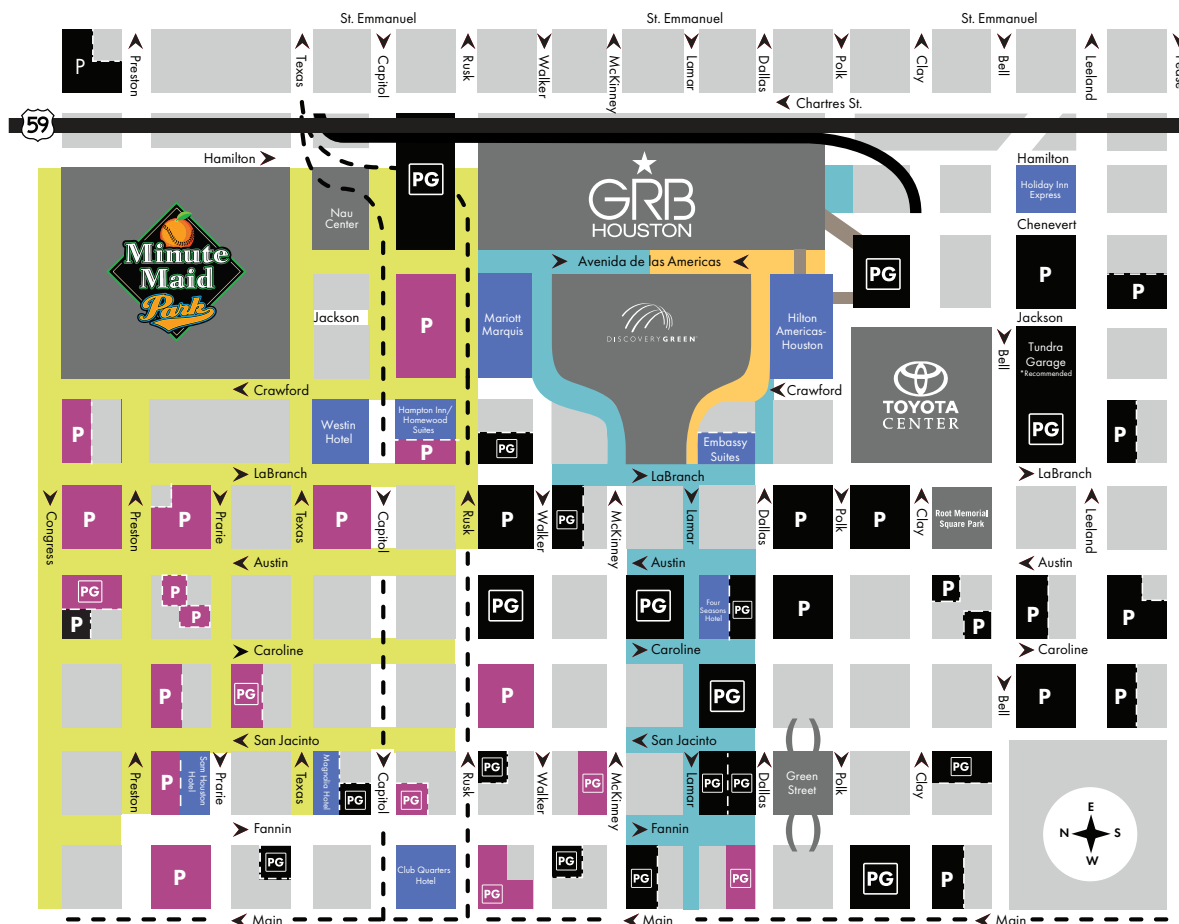 St. Emmanuel
St. Emmanuel
St. Emmanuel
P
Preston
Texas
Capitol
Rusk
Walker
McKinney
Lamar
Dallas
Polk
Clay
Bell
Leeland
Chartres St.
59
Hamilton
PG
GRB
HOUSTON
Nau
Center
Hamilton
Holiday Inn
Express
Chenevert
Minute
Maid
Park
Avenida de las Americas
PG
P
P
Jackson
P
Mariott
Marquis
DISCOVERYGREEN
Hilton
Americas-
Houston
Jackson
Bell
Tundra
Garage
*Recommended
PG
TOYOTA
CENTER
Crawford
Crawford
P
Westin
Hotel
Hampton Inn/
Homewood
Suites
P
PG
Embassy
Suites
P
LaBranch
LaBranch
LaBranch
Congress
P
Preston
P
Prarie
Texas
P
Capitol
Rusk
P
Walker
PG
McKinney
Lamar
Dallas
P
Polk
P
Clay
Root Memorial
Square Park
Leeland
Austin
Austin
Austin
PG
P
P
P
PG
PG
Four
Seasons
Hotel
PG
P
P
P
P
P
Caroline
Caroline
Caroline
P
PG
P
PG
Bell
P
P
San Jacinto
San Jacinto
Preston
P
Sam Houston
Hotel
Prarie
Texas
Magnolia Hotel
PG
Capitol
PG
Rusk
PG
Walker
PG
McKinney
Lamar
PG
PG
Dallas
Green
Street
Polk
Clay
PG
Fannin
Fannin
E
N
S
W
P
PG
Club Quarters
Hotel
PG
PG
PG
PG
PG
P
Main
Main
Main